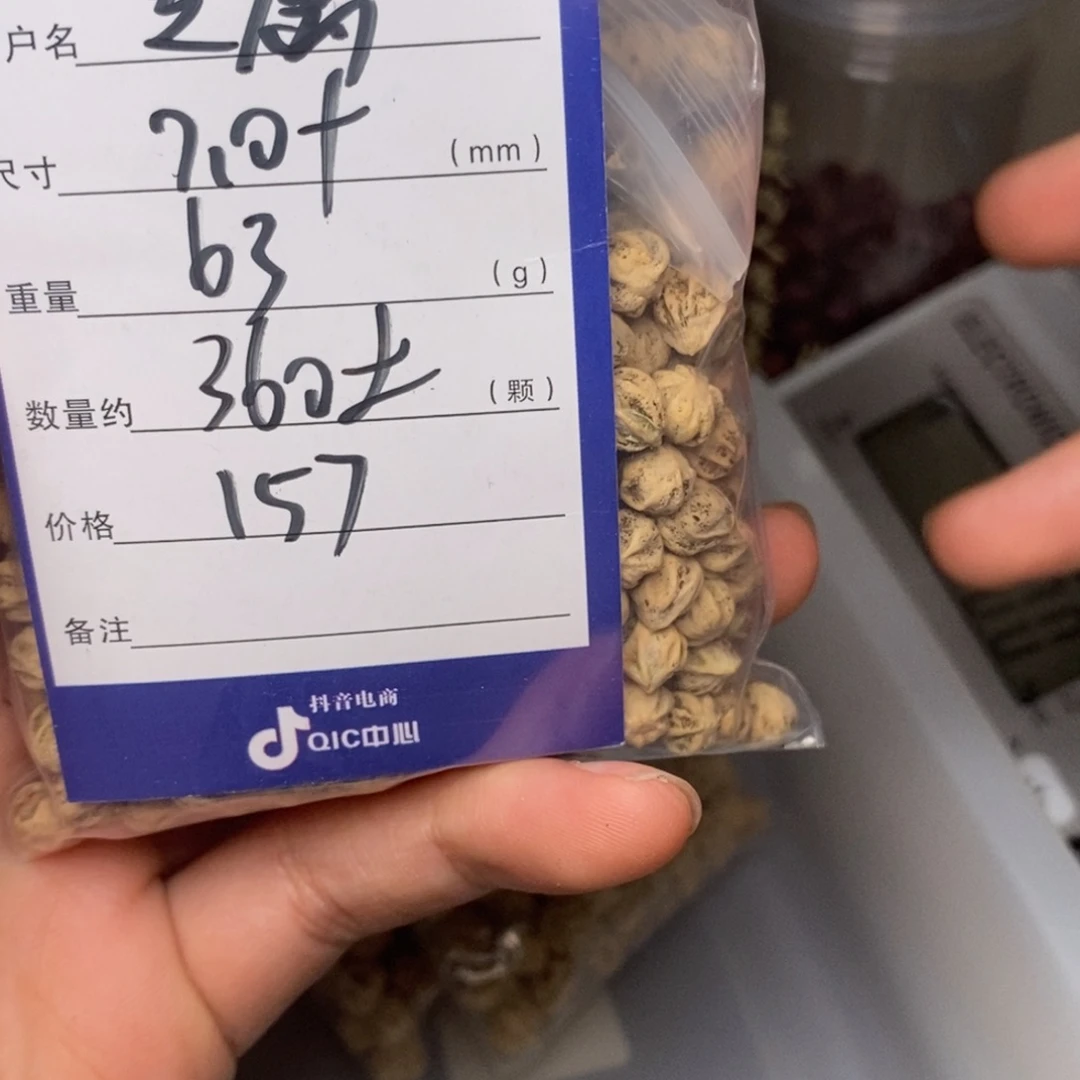 户名
尺寸 7.0+ (mm)
重量 63 (g)
数量约 360± (颗)
价格 157
备注
抖音电商
QIC中心